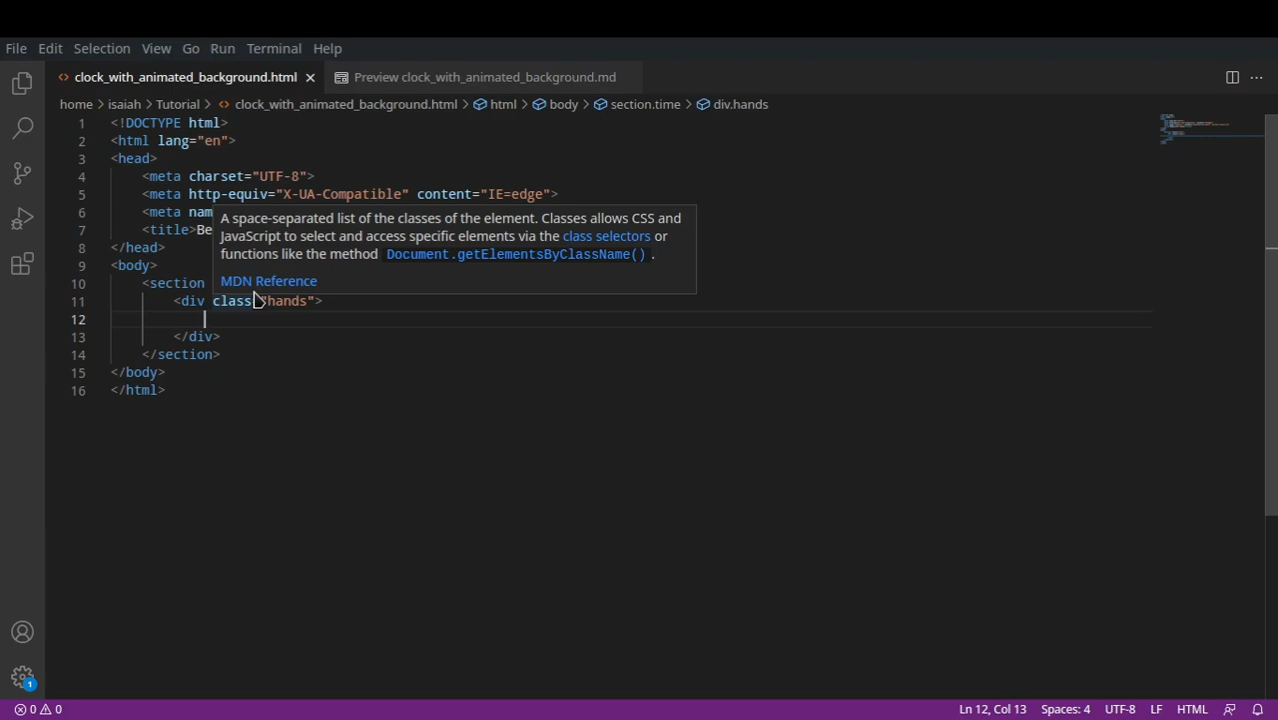 File Edit Selection View Go Run Terminal Help
<> clock_with_animated_background.html × Preview clock_with_animated_background.md ···
home > isaiah > Tutorial > <> clock_with_animated_background.html > html > body > section.time > div.hands
1 <!DOCTYPE html>
2 <html lang="en">
3 <head>
4 <meta charset="UTF-8">
5 <meta http-equiv="X-UA-Compatible" content="IE=edge">
6 <meta nam
A space-separated list of the classes of the element. Classes allows CSS and
JavaScript to select and access specific elements via the class selectors or
functions like the method Document.getElementsByClassName().
MDN Reference
7 <title>Be
8 </head>
9 <body>
10 <section
11 <div class="hands">
12
13 </div>
14 </section>
15 </body>
16 </html>
1
0 0 Ln 12, Col 13 Spaces: 4 UTF-8 LF HTML